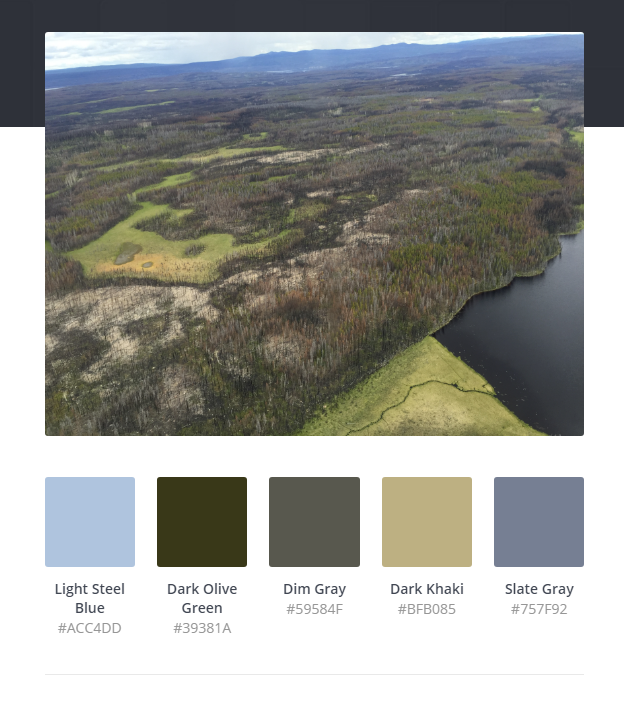 Light Steel
Blue
#ACC4DD
Dark Olive
Green
#39381A
Dim Gray
#59584F
Dark Khaki
#BFB085
Slate Gray
#757F92